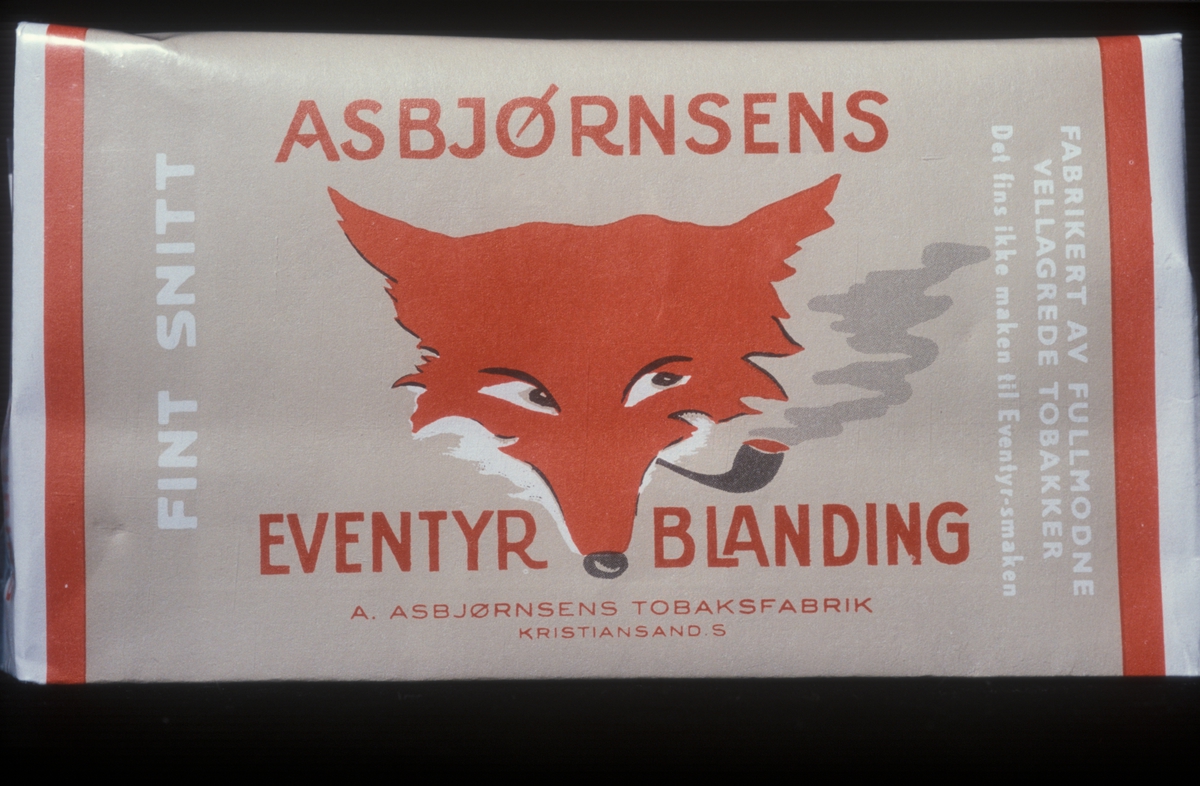 ASBJØRNSENS
EVENTYR BLANDING
A. ASBJØRNSENS TOBAKSFABRIK
KRISTIANSAND.S
FINT SNITT
FABRIKERT AV FULLMODNE
VELLAGREDE TOBAKKER
Det fins ikke maken til Eventyr-smaken